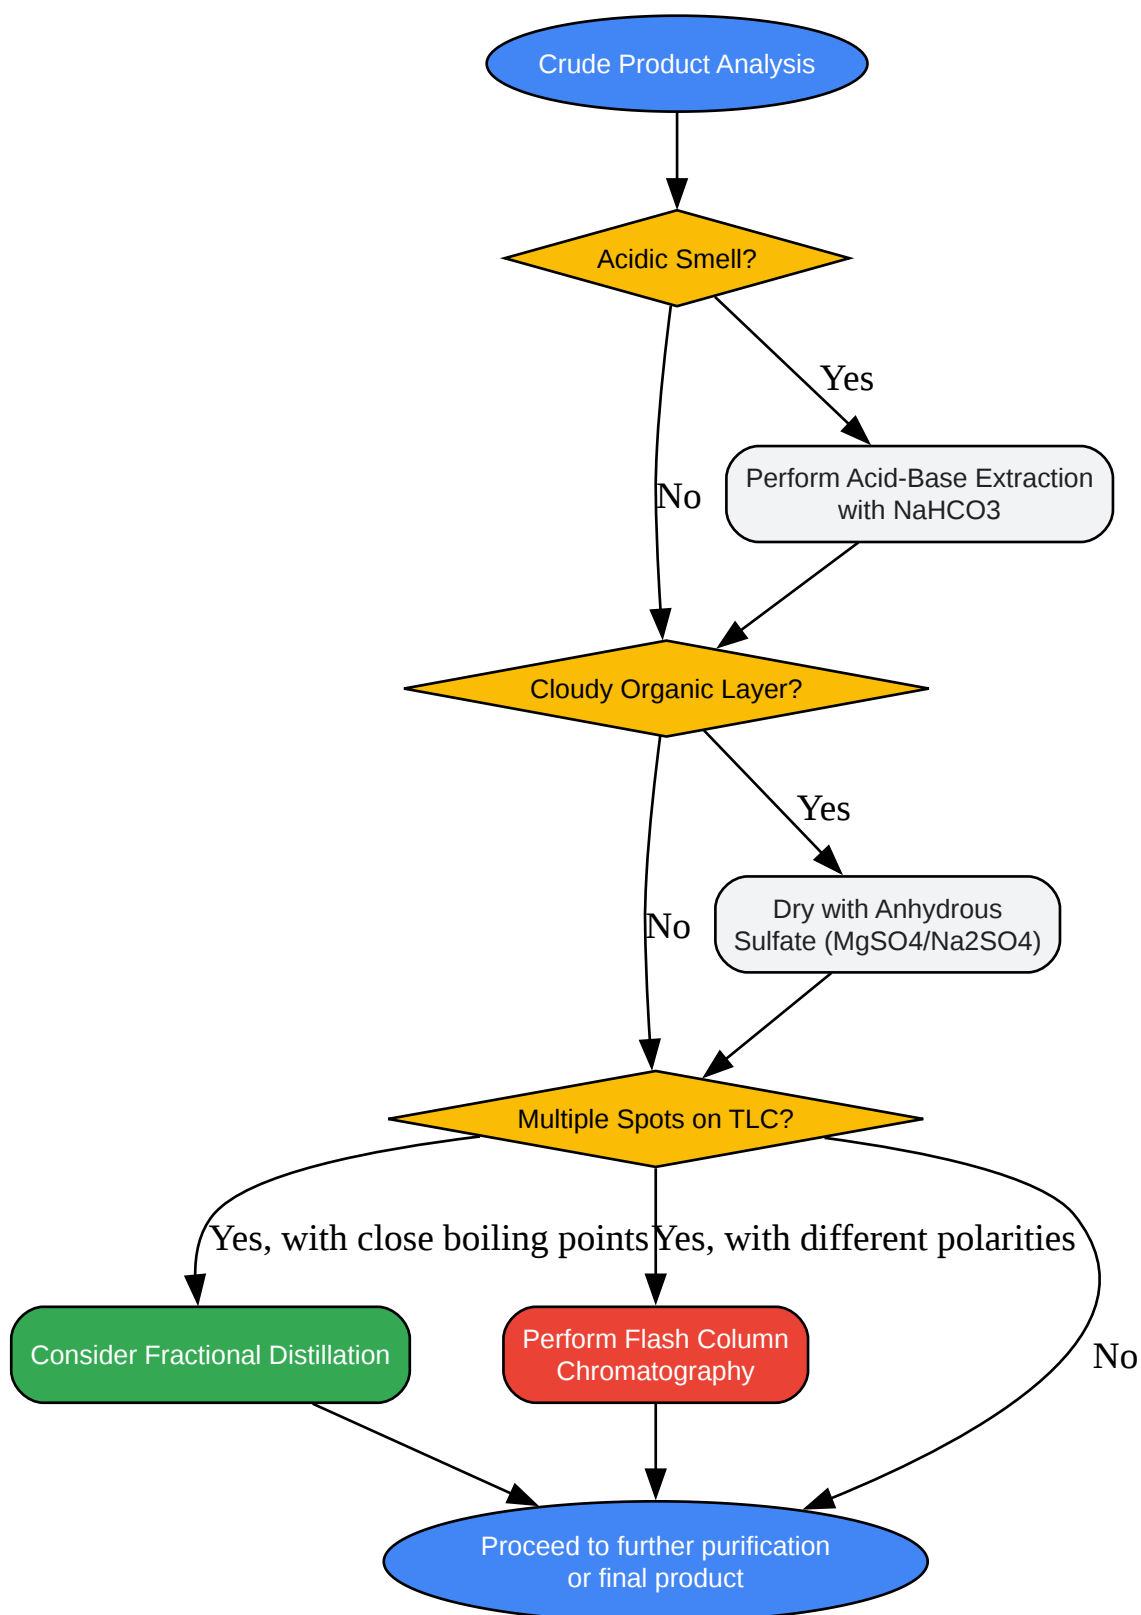 Crude Product Analysis
Acidic Smell?
Yes
No
Perform Acid-Base Extraction
with NaHCO3
Cloudy Organic Layer?
Yes
No
Dry with Anhydrous
Sulfate (MgSO4/Na2SO4)
Multiple Spots on TLC?
Yes, with close boiling points
Yes, with different polarities
No
Consider Fractional Distillation
Perform Flash Column
Chromatography
Proceed to further purification
or final product